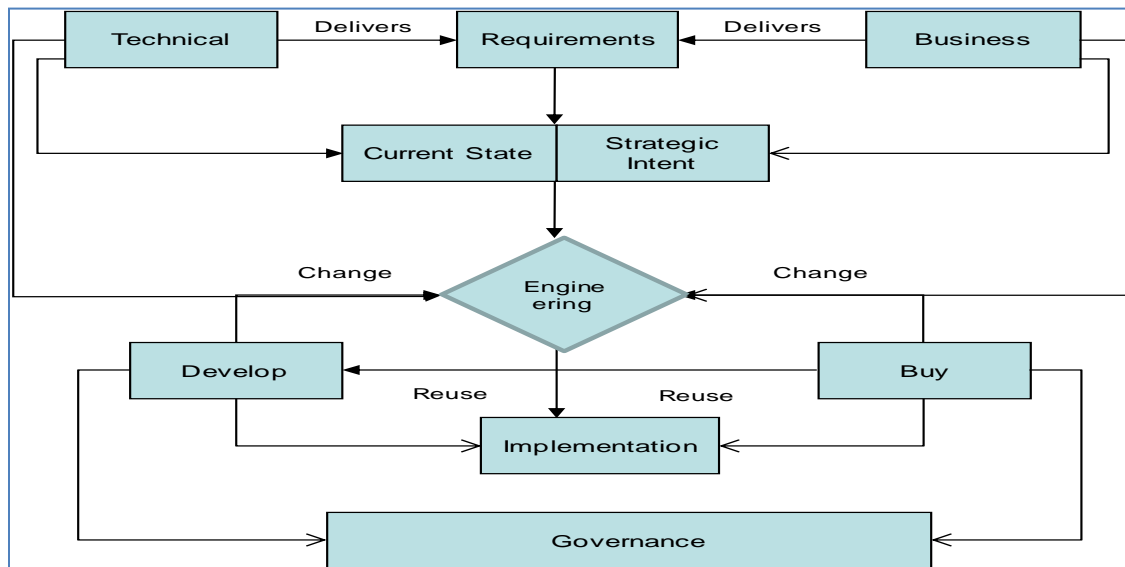 Technical
Delivers
Requirements
Delivers
Business
Current State
Strategic
Intent
Change
Engine
ering
Change
Develop
Buy
Reuse
Reuse
Implementation
Governance